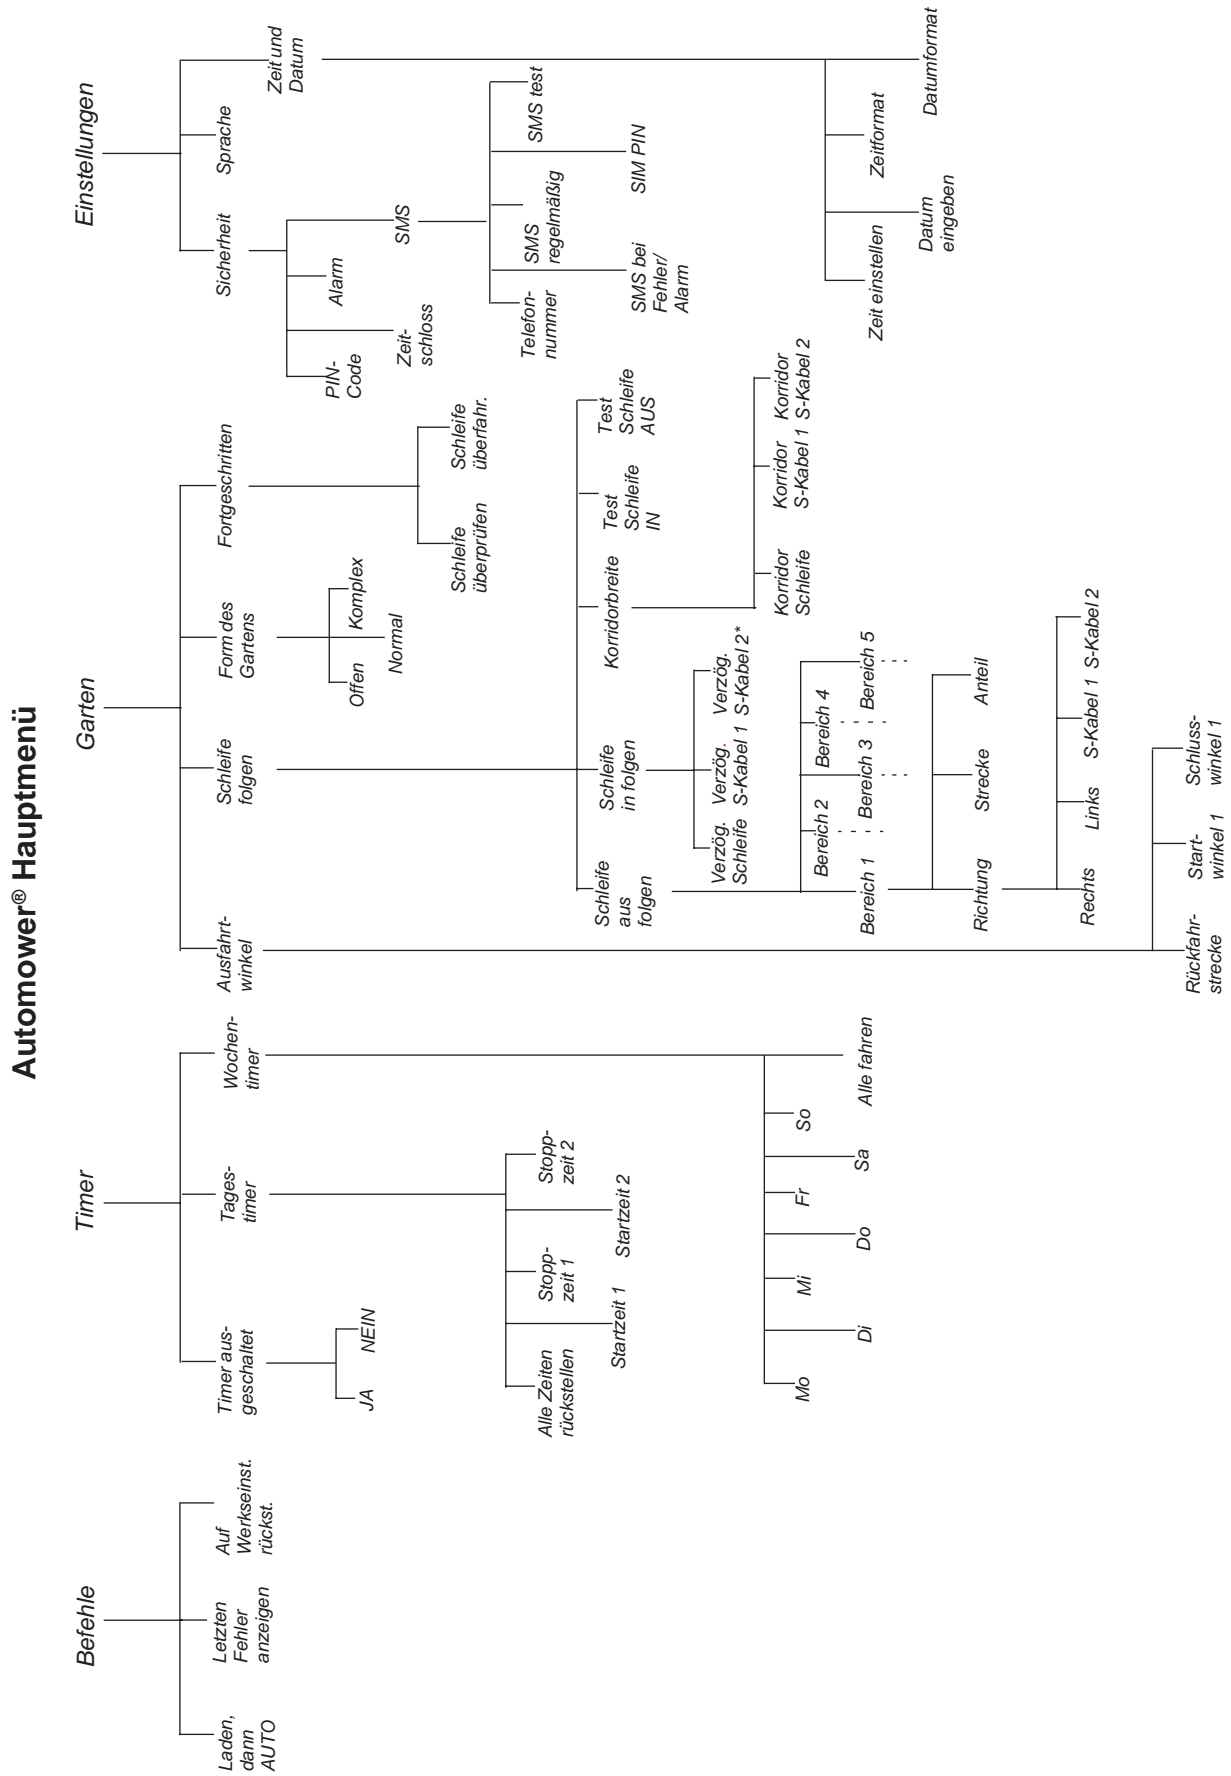 Automower® Hauptmenü
Befehle
Laden,
dann
AUTO
Letzten
Fehler
anzeigen
Auf
Werkseinst.
rückst.
Timer
Timer aus-
geschaltet
JA
NEIN
Tages-
timer
Alle Zeiten
rückstellen
Startzeit 1
Stopp-
zeit 1
Startzeit 2
Stopp-
zeit 2
Wochen-
timer
Mo
Di
Mi
Do
Fr
Sa
So
Alle fahren
Garten
Ausfahrt-
winkel
Rückfahr-
strecke
Start-
winkel 1
Schluss-
winkel 1
Schleife
folgen
Schleife
aus
folgen
Bereich 1
Bereich 2
Bereich 3
Bereich 4
Bereich 5
Richtung
Strecke
Anteil
Rechts
Links
S-Kabel 1
S-Kabel 2
Schleife
in folgen
Verzög.
Schleife
Verzög.
S-Kabel 1
Verzög.
S-Kabel 2*
Korridorbreite
Korridor
Schleife
Korridor
S-Kabel 1
Korridor
S-Kabel 2
Test
Schleife
IN
Test
Schleife
AUS
Form des
Gartens
Offen
Normal
Komplex
Fortgeschritten
Schleife
überprüfen
Schleife
überfahr.
Einstellungen
Sicherheit
PIN-
Code
Zeit-
schloss
Alarm
SMS
Telefon-
nummer
SMS bei
Fehler/
Alarm
SMS
regelmäßig
SIM PIN
SMS test
Sprache
Zeit und
Datum
Zeit einstellen
Datum
eingeben
Zeitformat
Datumformat